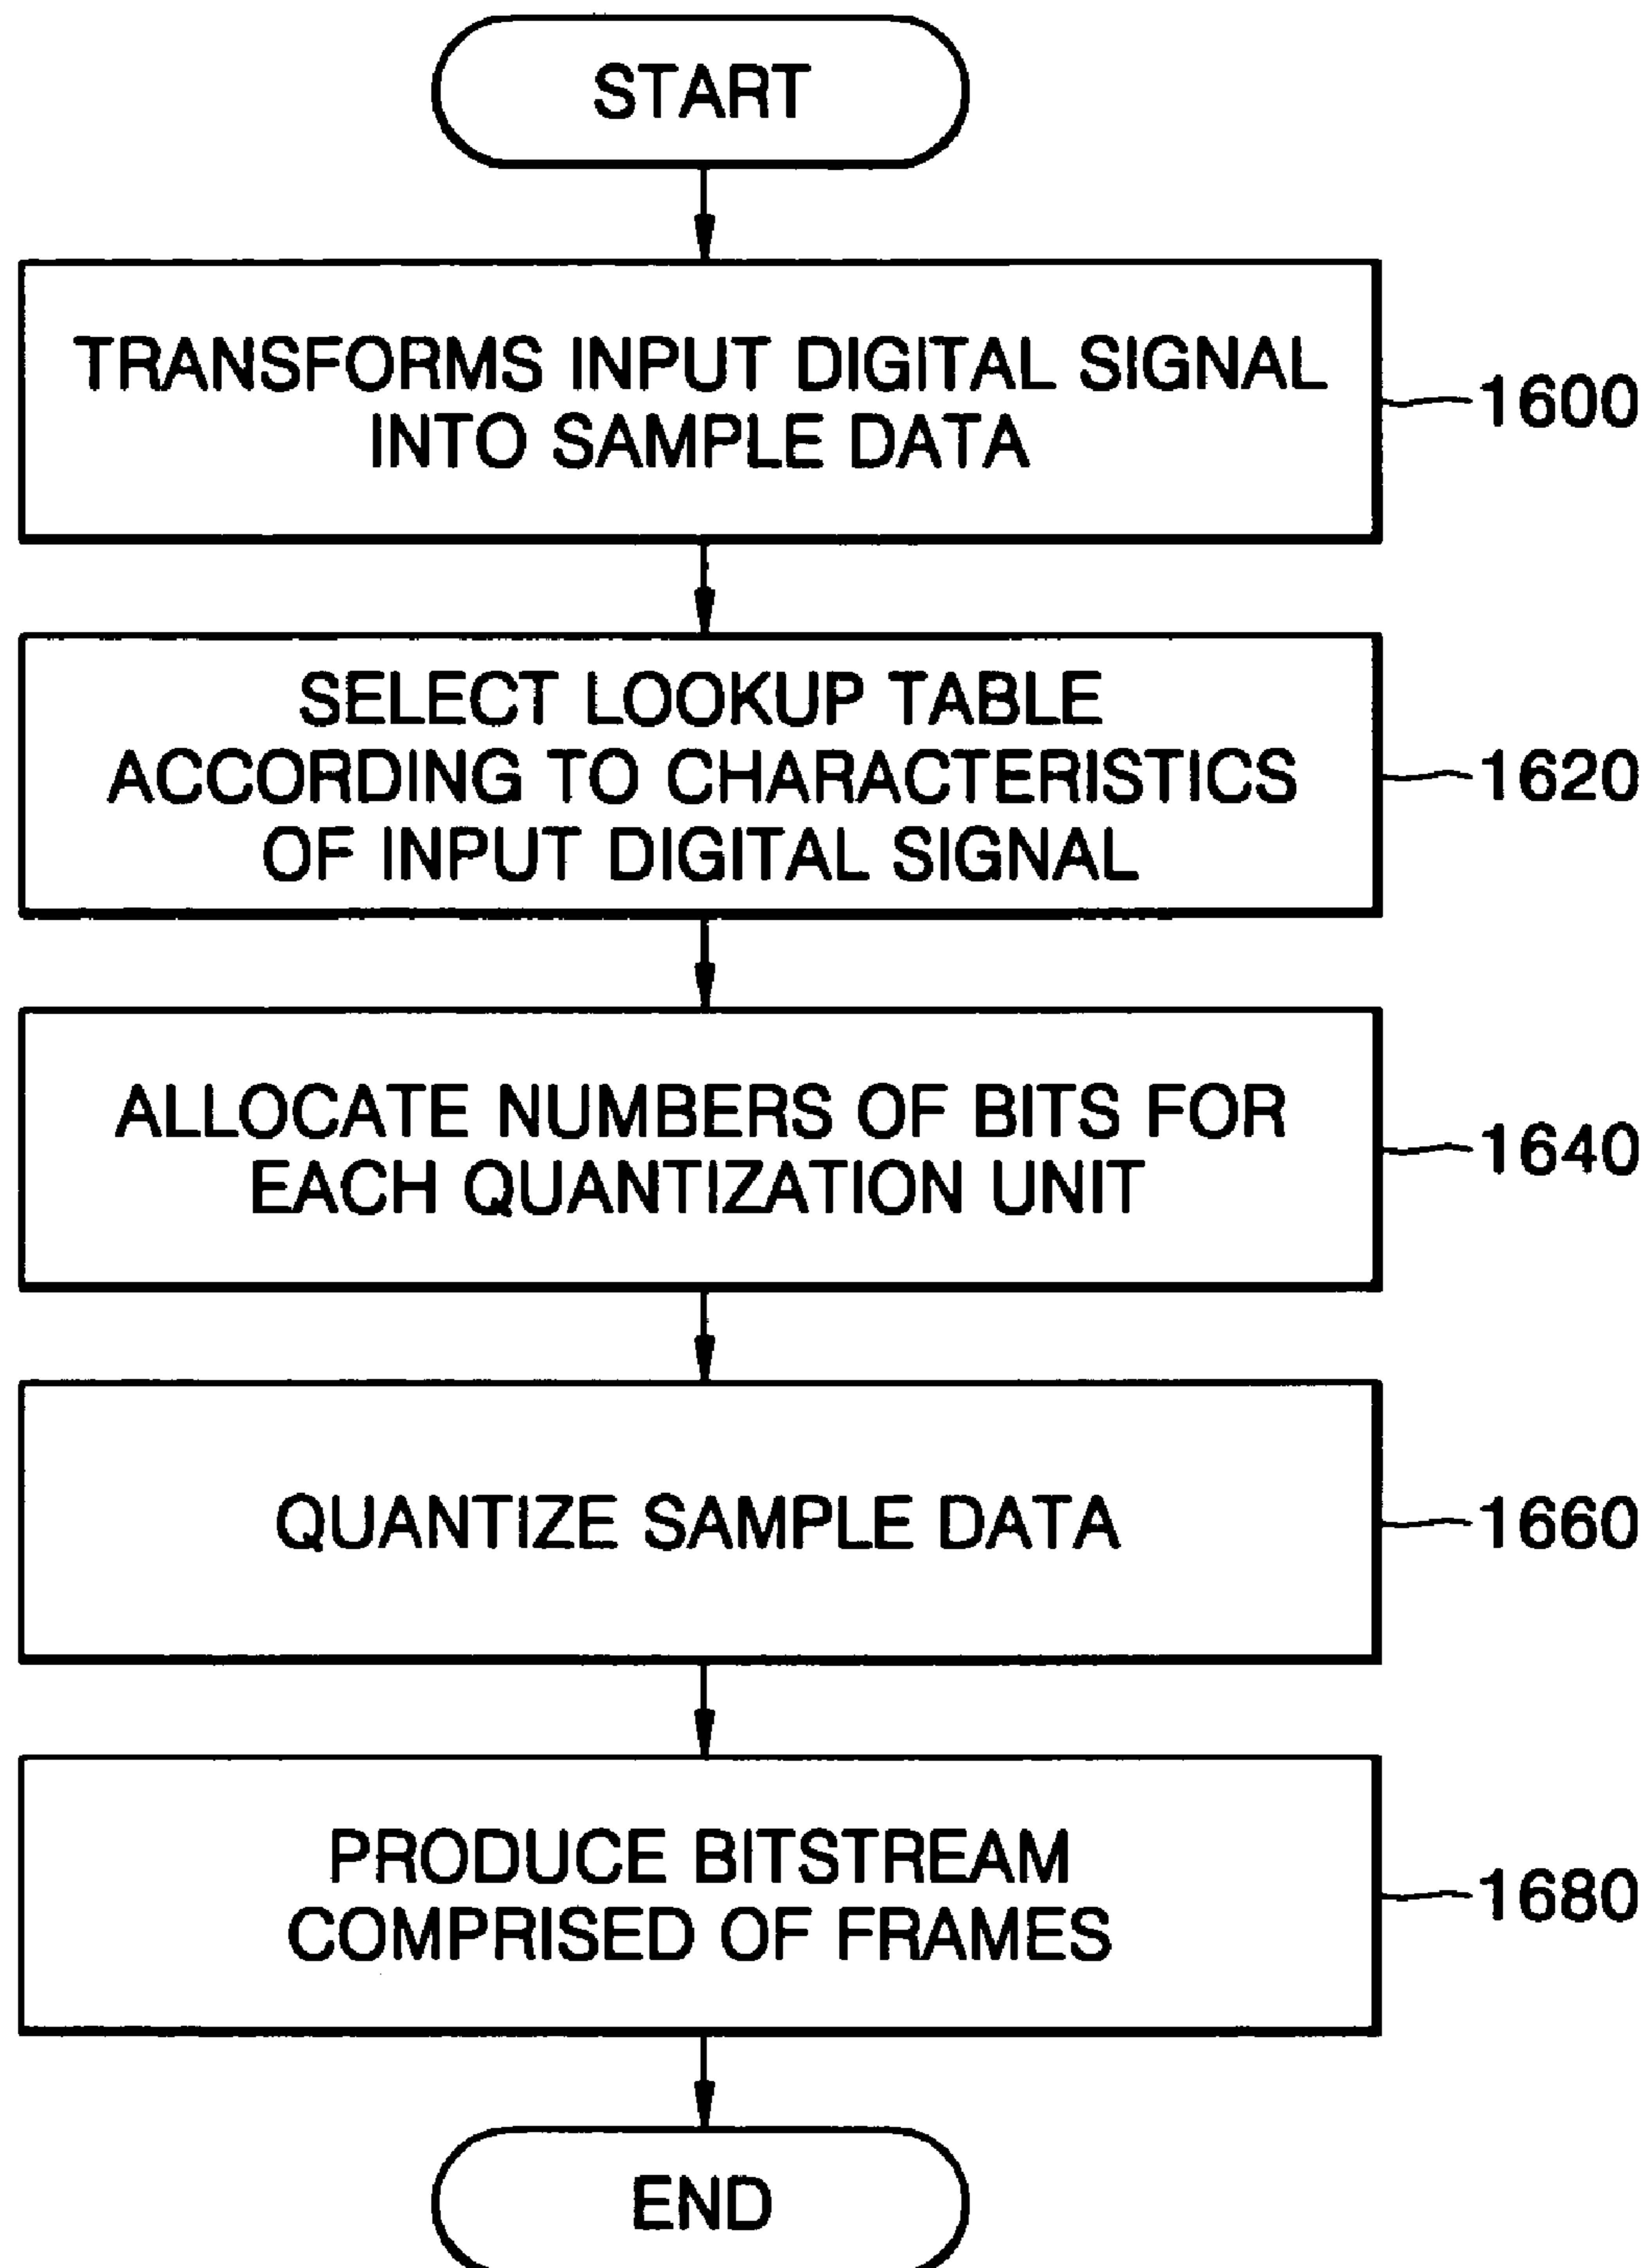 START
TRANSFORMS INPUT DIGITAL SIGNAL
INTO SAMPLE DATA
1600
SELECT LOOKUP TABLE
ACCORDING TO CHARACTERISTICS
OF INPUT DIGITAL SIGNAL
1620
ALLOCATE NUMBERS OF BITS FOR
EACH QUANTIZATION UNIT
1640
QUANTIZE SAMPLE DATA
1660
PRODUCE BITSTREAM
COMPRISED OF FRAMES
1680
END